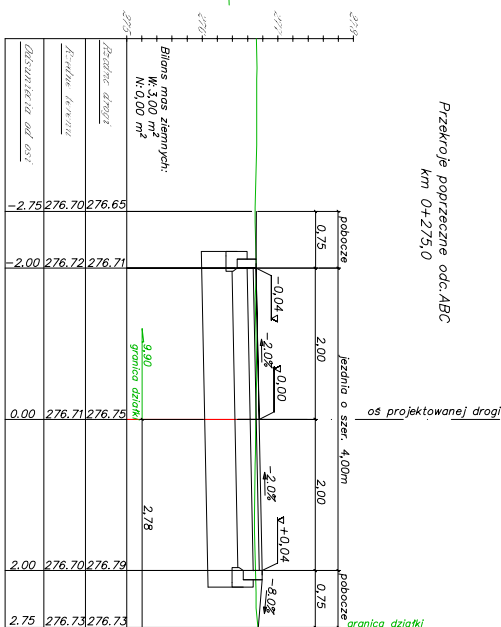 Przekroje poprzeczne odc.ABC
km 0+275,0
278
277
275
Bilans mas ziemnych:
W: 3,00 m²
N: 0,00 m²
pobocze
jezdnia o szer. 4,00m
pobocze
0,75
2,00
2,00
0,75
-0,04
-2.0%
0,00
-2.0%
+0,04
-8.0%
oś projektowanej drogi
granica działki
-9,90
granica działki
2,78
Rzędne drogi
276.65
276.71
276.75
276.79
276.73
Rzędne terenu
276.70
276.72
276.71
276.70
276.73
Odsunięcia od osi
-2.75
-2.00
0.00
2.00
2.75